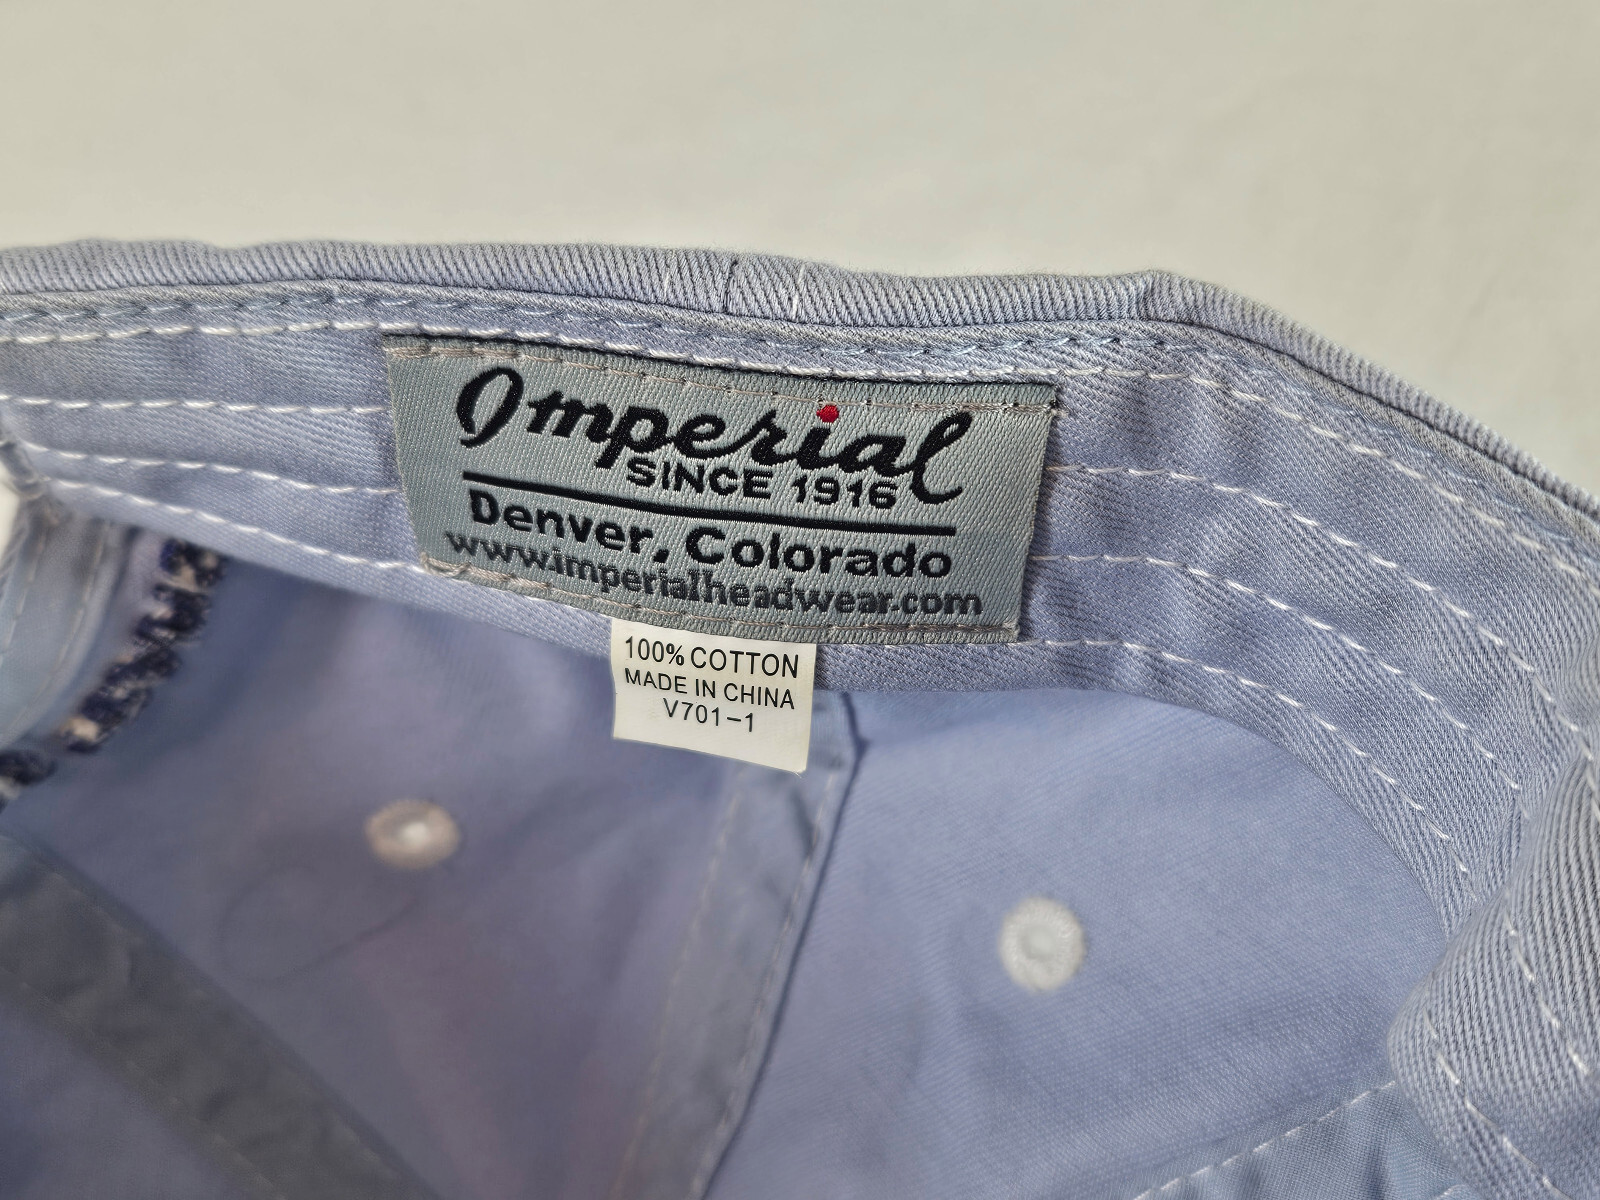 Imperial
SINCE 1916
Denver, Colorado
www.imperialheadwear.com
100% COTTON
MADE IN CHINA
V701-1